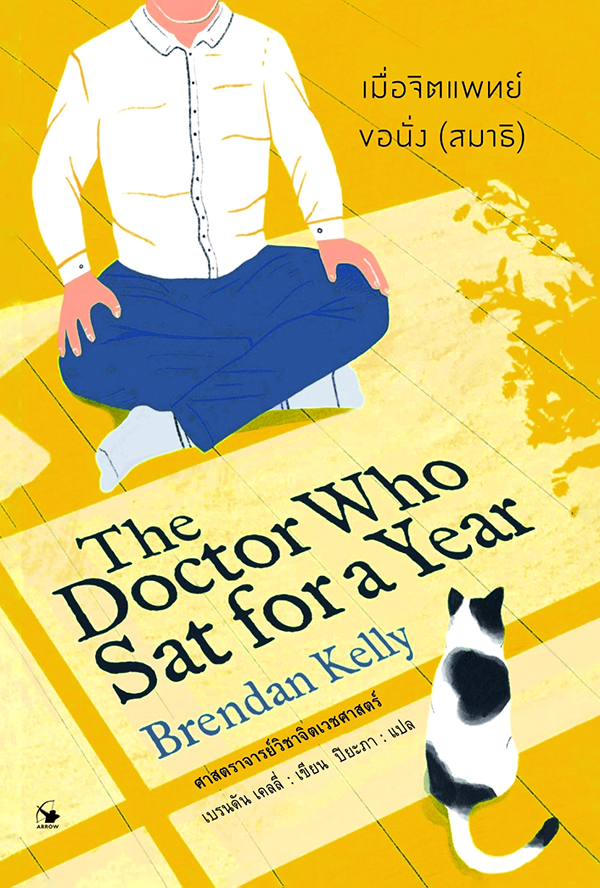 เมื่อจิตแพทย์
ขอนั่ง (สมาธิ)
The
Doctor Who
Sat for a Year
Brendan Kelly
ศาสตราจารย์วิชาจิตเวชศาสตร์
เบรนดัน เคลลี่ : เขียน ปิยะภา : แปล
ARROW